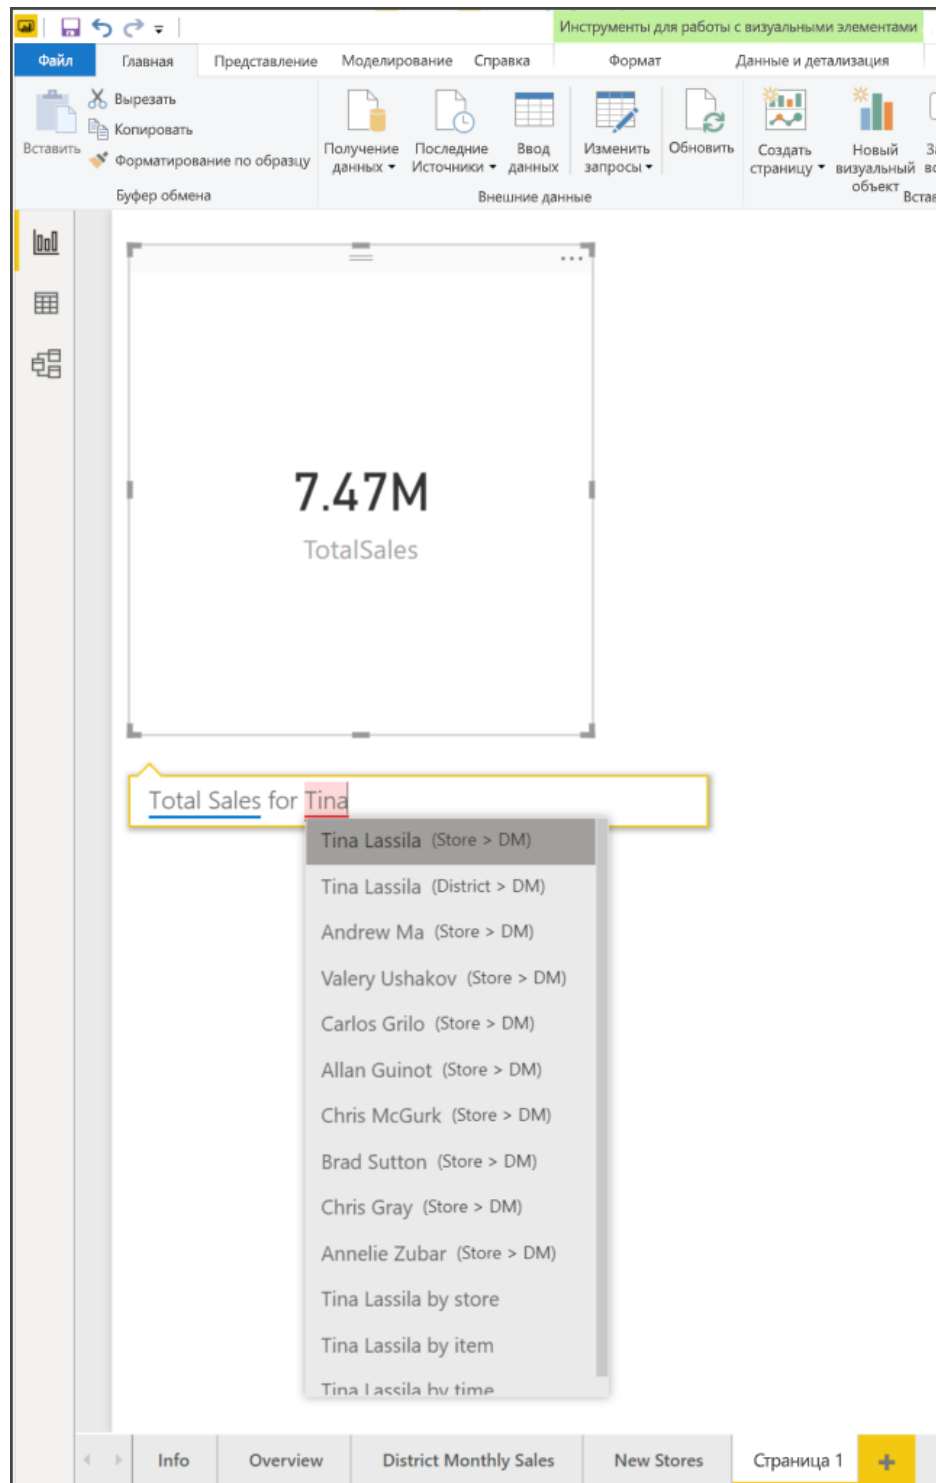 Инструменты для работы с визуальными элементами
Файл Главная Представление Моделирование Справка Формат Данные и детализация
Вставить
Вырезать
Копировать
Форматирование по образцу
Буфер обмена
Получение данных
Последние Источники
Ввод данных
Изменить запросы
Внешние данные
Обновить
Создать страницу
Новый визуальный объект
7.47M
TotalSales
Total Sales for Tina
Tina Lassila (Store > DM)
Tina Lassila (District > DM)
Andrew Ma (Store > DM)
Valery Ushakov (Store > DM)
Carlos Grilo (Store > DM)
Allan Guinot (Store > DM)
Chris McGurk (Store > DM)
Brad Sutton (Store > DM)
Chris Gray (Store > DM)
Annelie Zubar (Store > DM)
Tina Lassila by store
Tina Lassila by item
Tina Lassila by time
Info Overview District Monthly Sales New Stores Страница 1